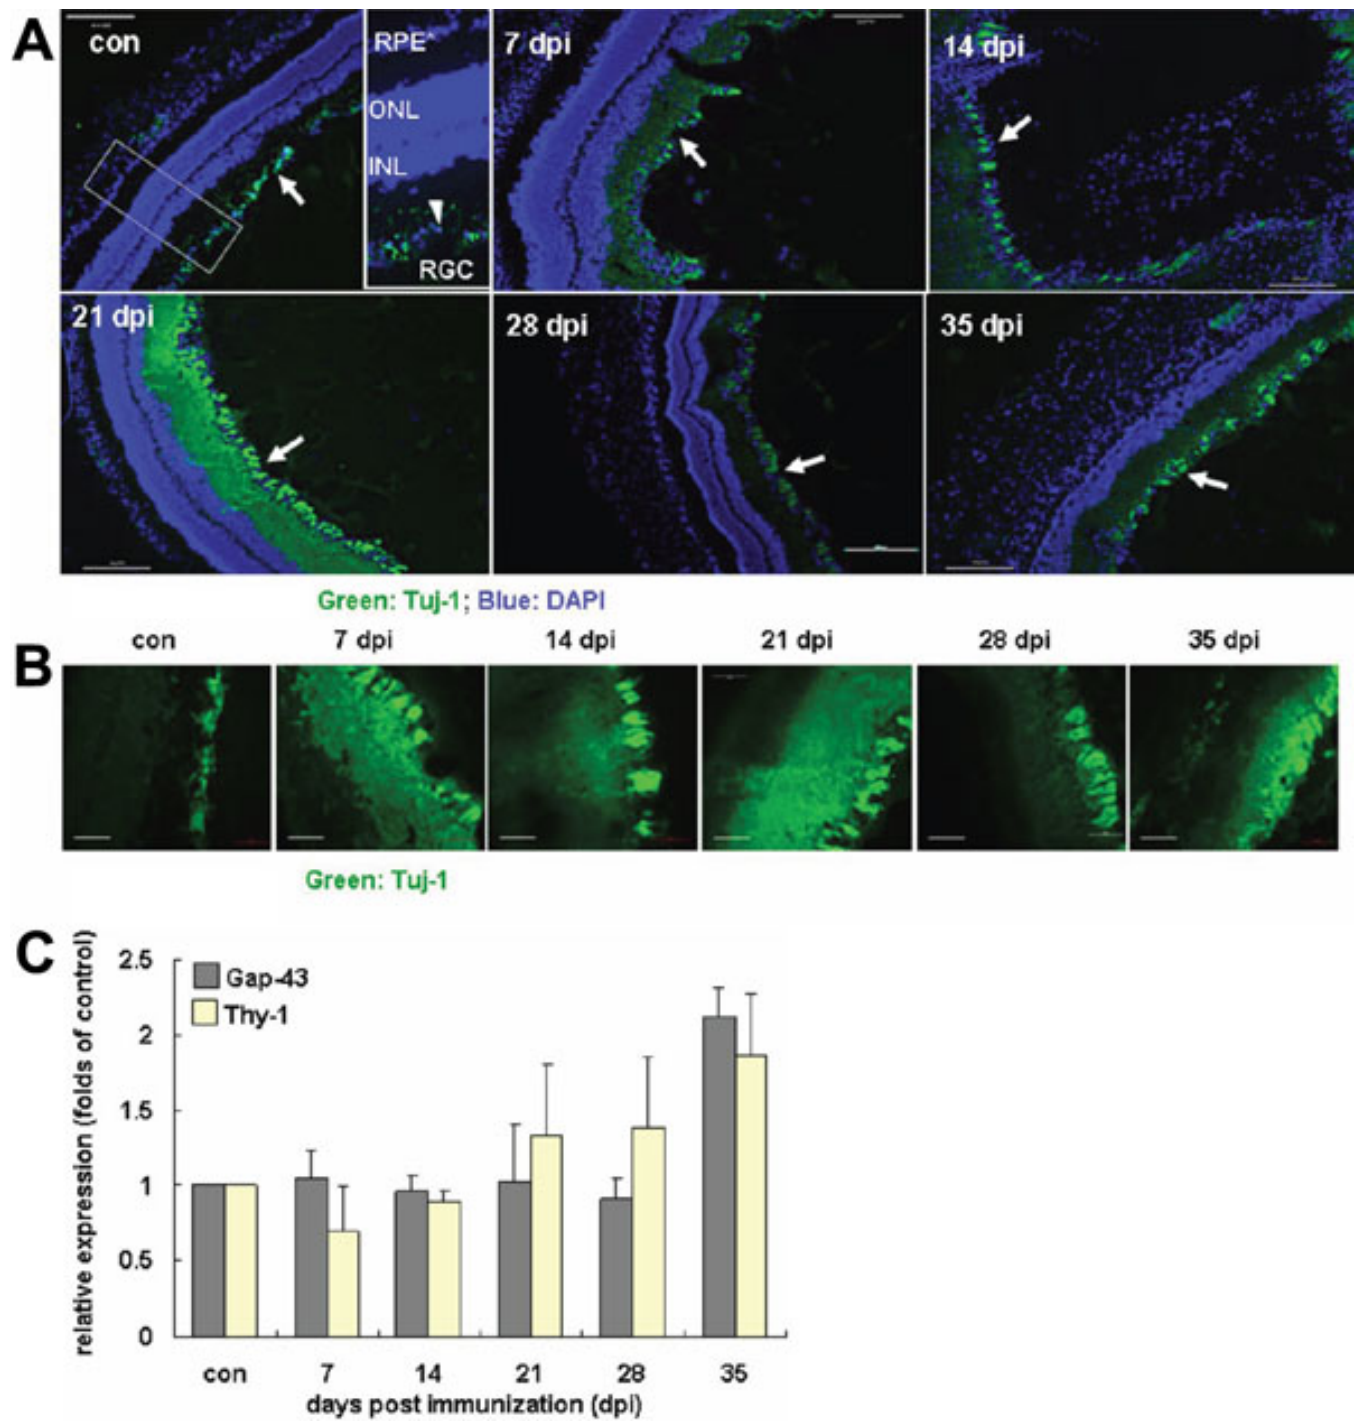 A
con
RPE
ONL
INL
RGC
7 dpi
14 dpi
21 dpi
28 dpi
35 dpi
Green: Tuj-1; Blue: DAPI
B
con 7 dpi 14 dpi 21 dpi 28 dpi 35 dpi
Green: Tuj-1
C
relative expression (folds of control)
2.5
2
1.5
1
0.5
0
Gap-43
Thy-1
con 7 14 21 28 35
days post immunization (dpi)